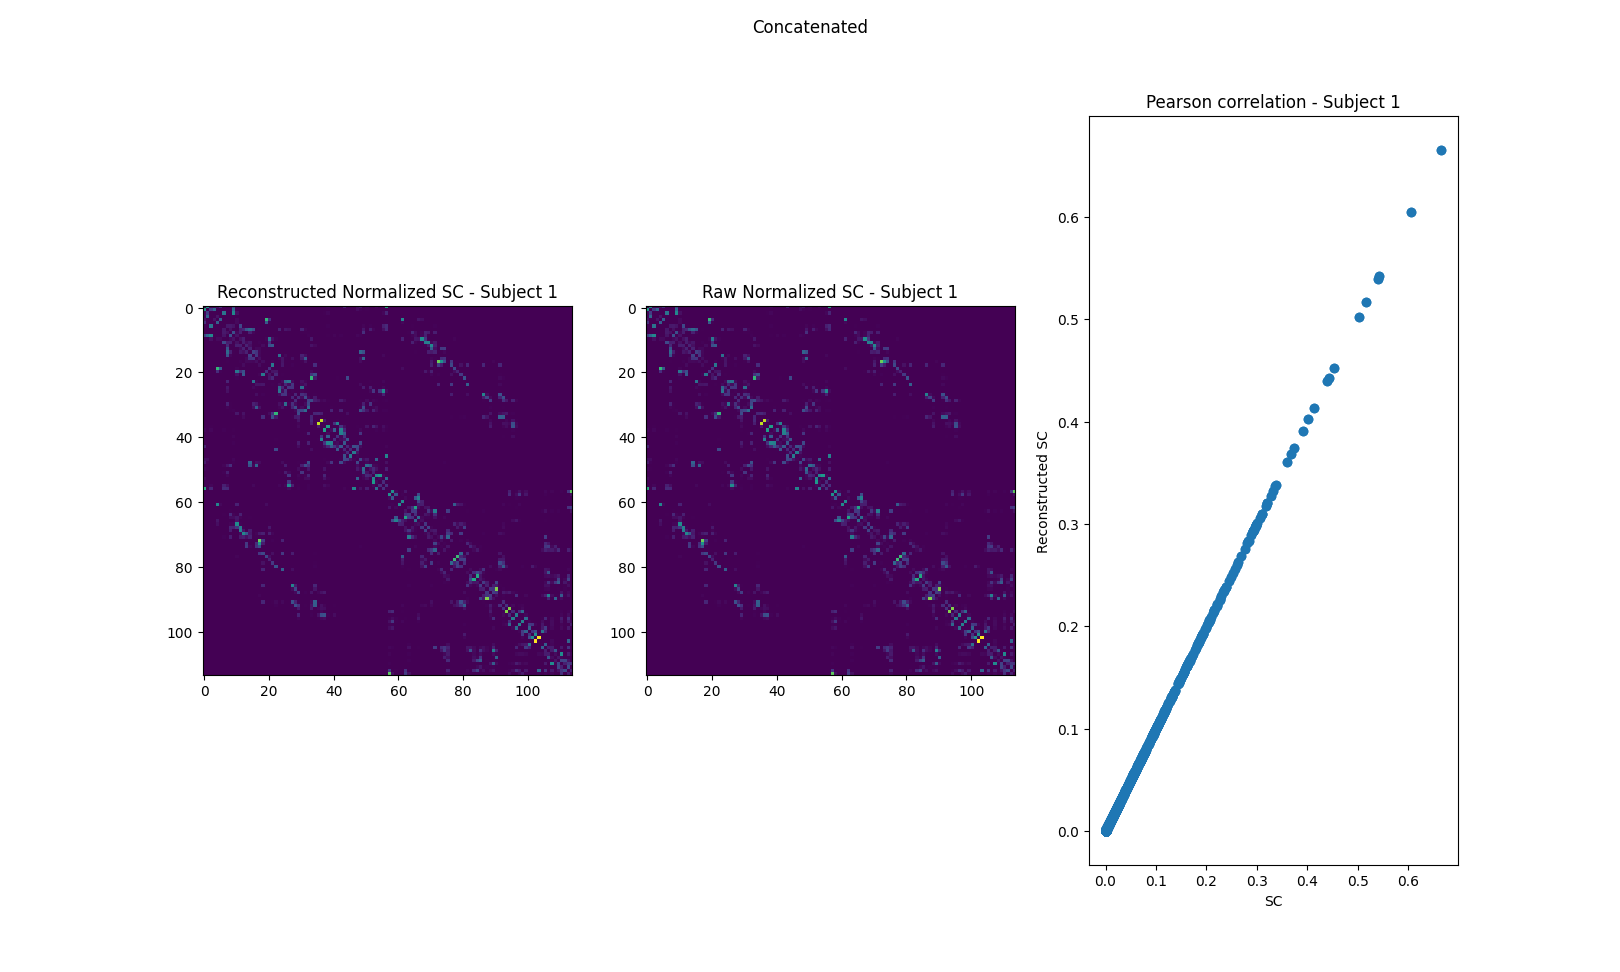 Concatenated
Reconstructed Normalized SC - Subject 1
0
20
40
60
80
100
0 20 40 60 80 100
Raw Normalized SC - Subject 1
0
20
40
60
80
100
0 20 40 60 80 100
Pearson correlation - Subject 1
Reconstructed SC
0.6
0.5
0.4
0.3
0.2
0.1
0.0
0.0 0.1 0.2 0.3 0.4 0.5 0.6
SC